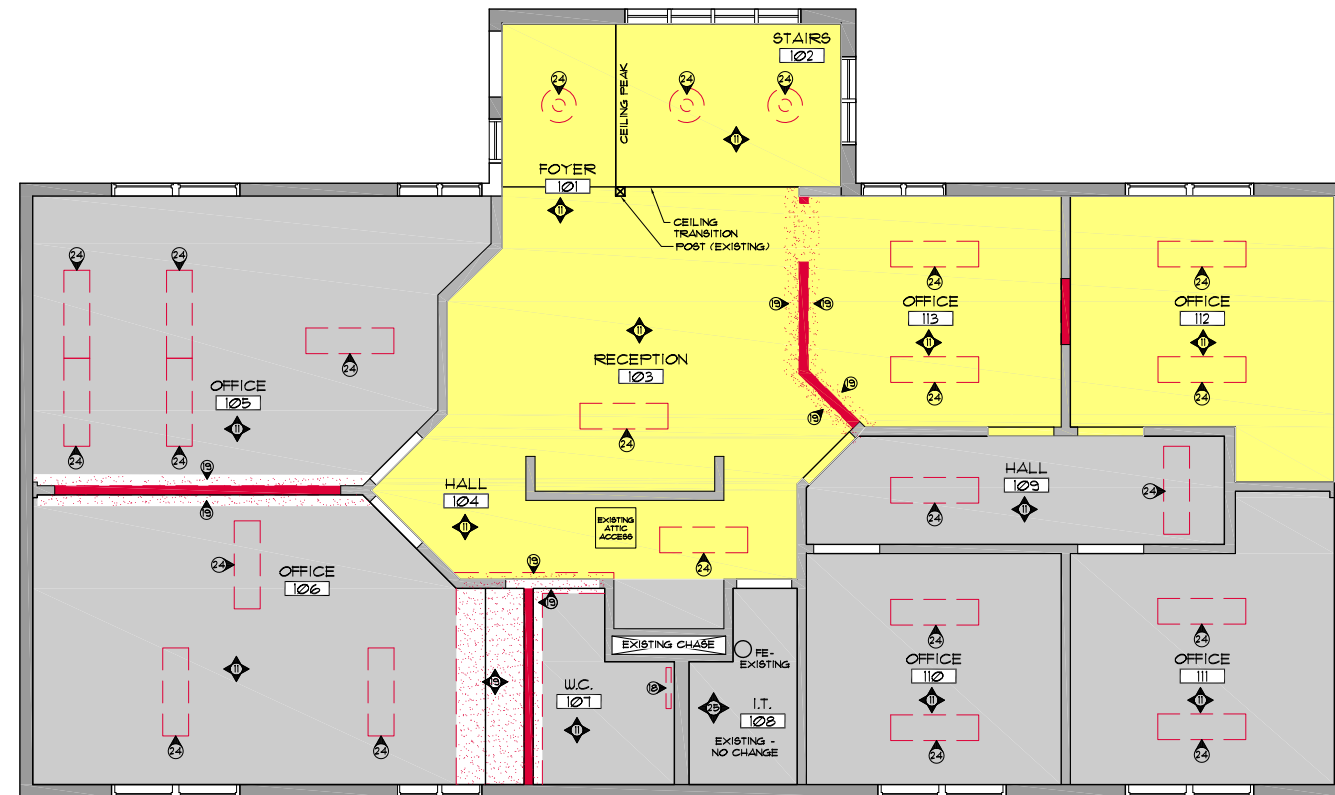 STAIRS
102
24
24
24
CEILING PEAK
11
FOYER
101
11
CEILING
TRANSITION
POST (EXISTING)
24
24
24
24
24
19
19
OFFICE
113
11
24
OFFICE
112
11
24
11
RECEPTION
103
24
24
OFFICE
105
11
24
24
19
19
24
19
19
HALL
104
11
EXISTING
ATTIC
ACCESS
24
HALL
109
11
24
24
24
OFFICE
106
11
24
24
19
19
19
EXISTING CHASE
FE-
EXISTING
W.C.
107
11
18
25
I.T.
108
EXISTING -
NO CHANGE
24
OFFICE
110
11
24
24
OFFICE
111
11
24